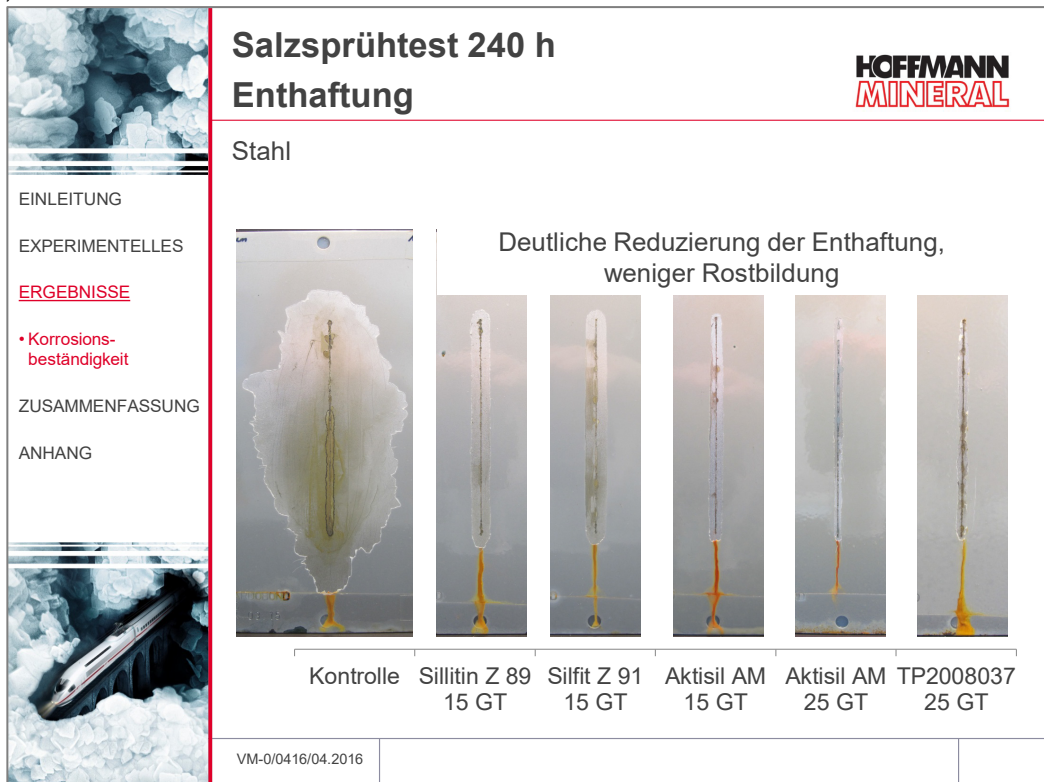 Salzsprühtest 240 h
Enthaftung
HOFFMANN
MINERAL
Stahl
EINLEITUNG
EXPERIMENTELLES
ERGEBNISSE
• Korrosions-
beständigkeit
ZUSAMMENFASSUNG
ANHANG
Deutliche Reduzierung der Enthaftung,
weniger Rostbildung
Kontrolle
Sillitin Z 89
15 GT
Silfit Z 91
15 GT
Aktisil AM
15 GT
Aktisil AM
25 GT
TP2008037
25 GT
VM-0/0416/04.2016